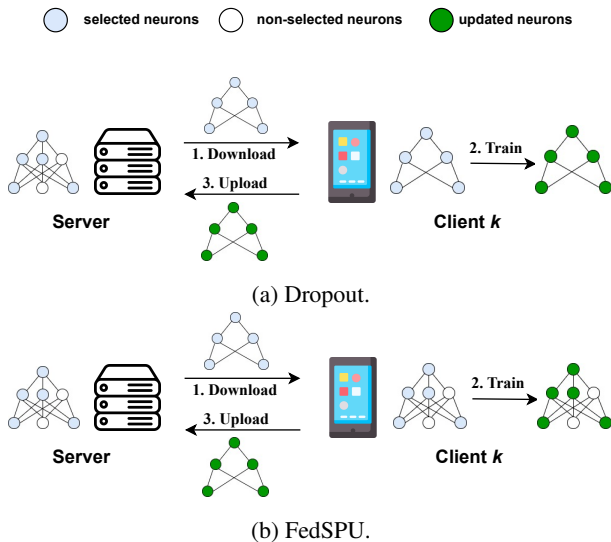 selected neurons non-selected neurons updated neurons
1. Download
2. Train
3. Upload
Server
Client k
(a) Dropout.
1. Download
2. Train
3. Upload
Server
Client k
(b) FedSPU.